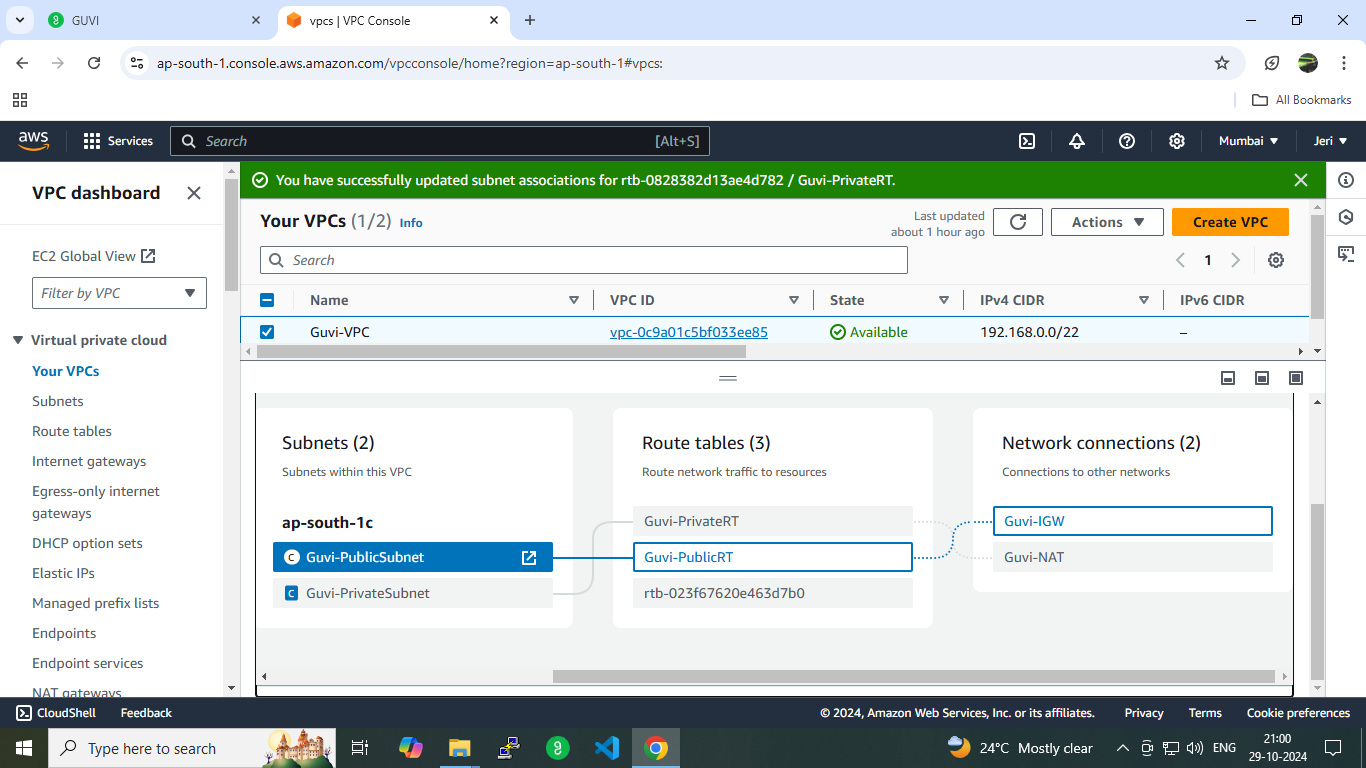 GUVI
vpcs | VPC Console
ap-south-1.console.aws.amazon.com/vpcconsole/home?region=ap-south-1#vpcs:
All Bookmarks
aws
Services
Search
[Alt+S]
Mumbai
Jeri
VPC dashboard
EC2 Global View
Filter by VPC
Virtual private cloud
Your VPCs
Subnets
Route tables
Internet gateways
Egress-only internet
gateways
DHCP option sets
Elastic IPs
Managed prefix lists
Endpoints
Endpoint services
NAT gateways
You have successfully updated subnet associations for rtb-0828382d13ae4d782 / Guvi-PrivateRT.
Your VPCs (1/2) Info
Last updated
about 1 hour ago
Actions
Create VPC
Search
1
Name VPC ID State IPv4 CIDR IPv6 CIDR
Guvi-VPC vpc-0c9a01c5bf033ee85 Available 192.168.0.0/22 –
Subnets (2)
Subnets within this VPC
ap-south-1c
C Guvi-PublicSubnet
C Guvi-PrivateSubnet
Route tables (3)
Route network traffic to resources
Guvi-PrivateRT
Guvi-PublicRT
rtb-023f67620e463d7b0
Network connections (2)
Connections to other networks
Guvi-IGW
Guvi-NAT
CloudShell Feedback
© 2024, Amazon Web Services, Inc. or its affiliates. Privacy Terms Cookie preferences
Type here to search
24°C Mostly clear
ENG
21:00
29-10-2024